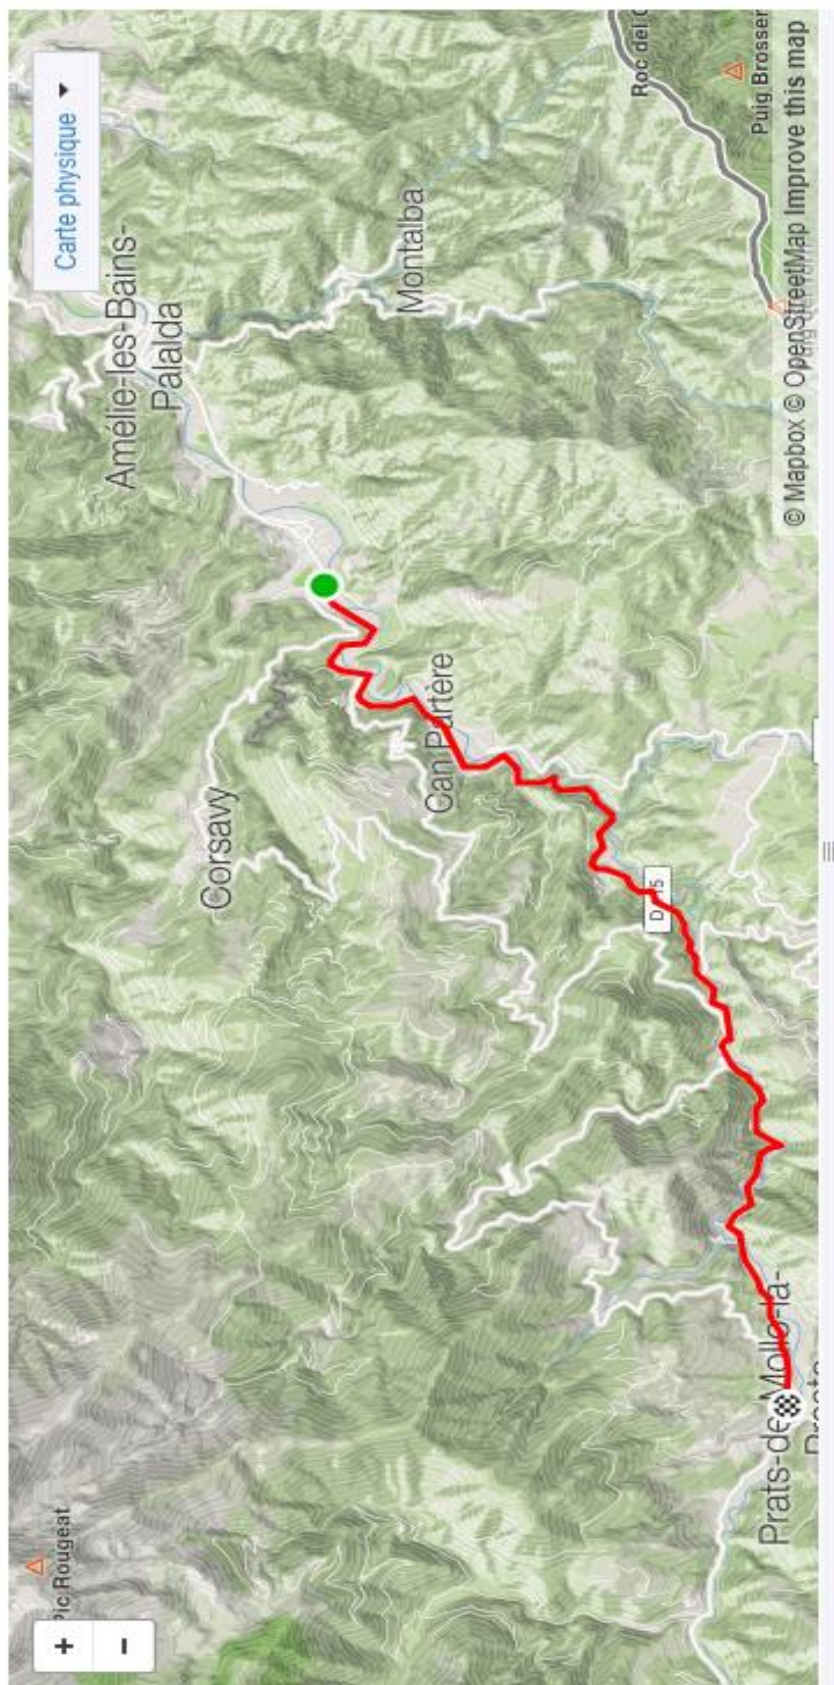 Carte physique ▼
Amélie-les-Bains-
Palalda
Montalba
Roc del
Puig Brosser
Corsavy
Can Partère
Prats-de-Mollo-la-
Pic Rougeat
+
−
© Mapbox © OpenStreetMap Improve this map